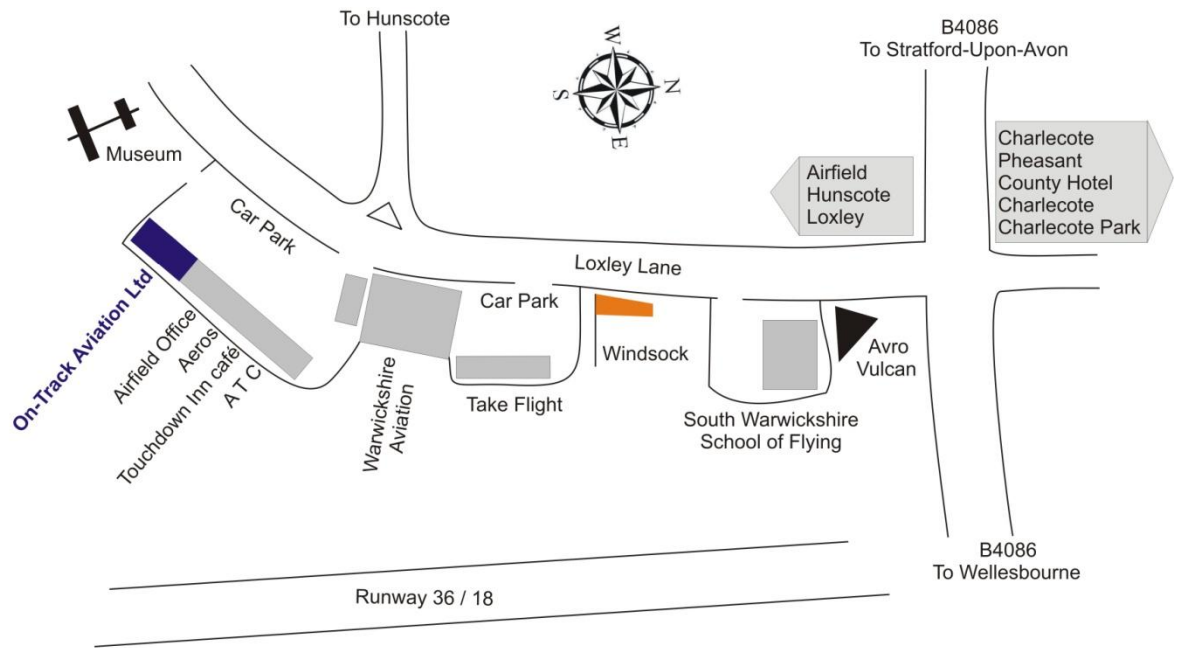 To Hunscote
B4086
To Stratford-Upon-Avon
W
N
S
E
Museum
Airfield
Hunscote
Loxley
Charlecote
Pheasant
County Hotel
Charlecote
Charlecote Park
Car Park
Loxley Lane
Car Park
On-Track Aviation Ltd
Airfield Office
Aeros
Touchdown Inn café
A T C
Warwickshire
Aviation
Take Flight
Windsock
South Warwickshire
School of Flying
Avro
Vulcan
B4086
To Wellesbourne
Runway 36 / 18